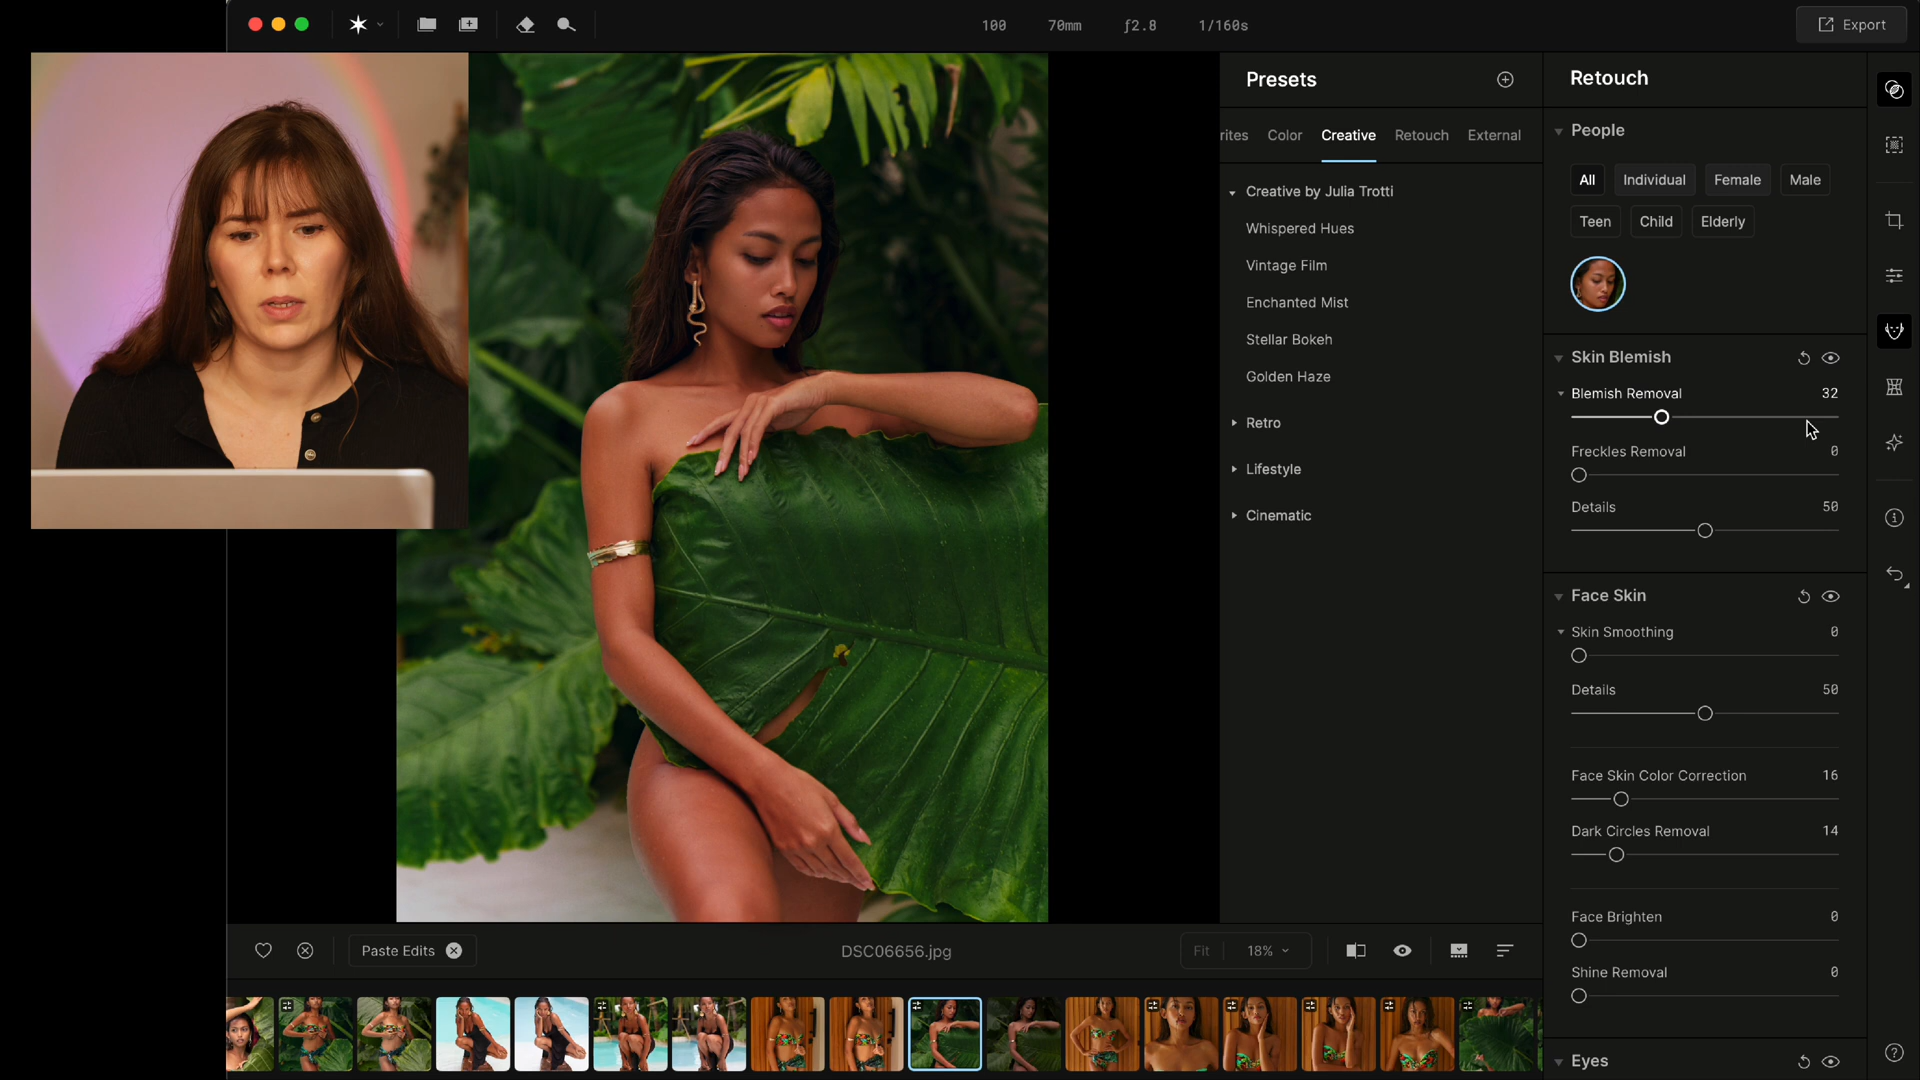 100 70mm ƒ2.8 1/160s
Export
Presets
rites Color Creative Retouch External
Creative by Julia Trotti
Whispered Hues
Vintage Film
Enchanted Mist
Stellar Bokeh
Golden Haze
Retro
Lifestyle
Cinematic
Retouch
People
All Individual Female Male
Teen Child Elderly
Skin Blemish
Blemish Removal 32
Freckles Removal 0
Details 50
Face Skin
Skin Smoothing 0
Details 50
Face Skin Color Correction 16
Dark Circles Removal 14
Face Brighten 0
Shine Removal 0
Eyes
Paste Edits
DSC06656.jpg
Fit 18%